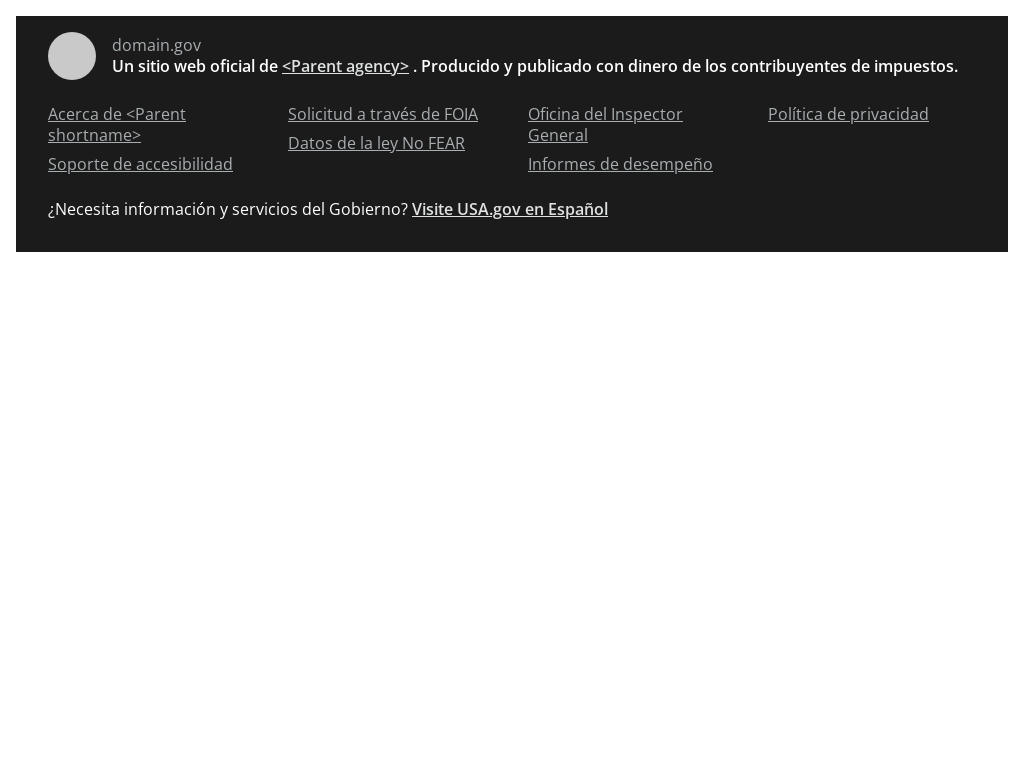 domain.gov
Un sitio web oficial de <Parent agency> . Producido y publicado con dinero de los contribuyentes de impuestos.
Acerca de <Parent
shortname>
Soporte de accesibilidad
Solicitud a través de FOIA
Datos de la ley No FEAR
Oficina del Inspector
General
Informes de desempeño
Política de privacidad
¿Necesita información y servicios del Gobierno? Visite USA.gov en Español